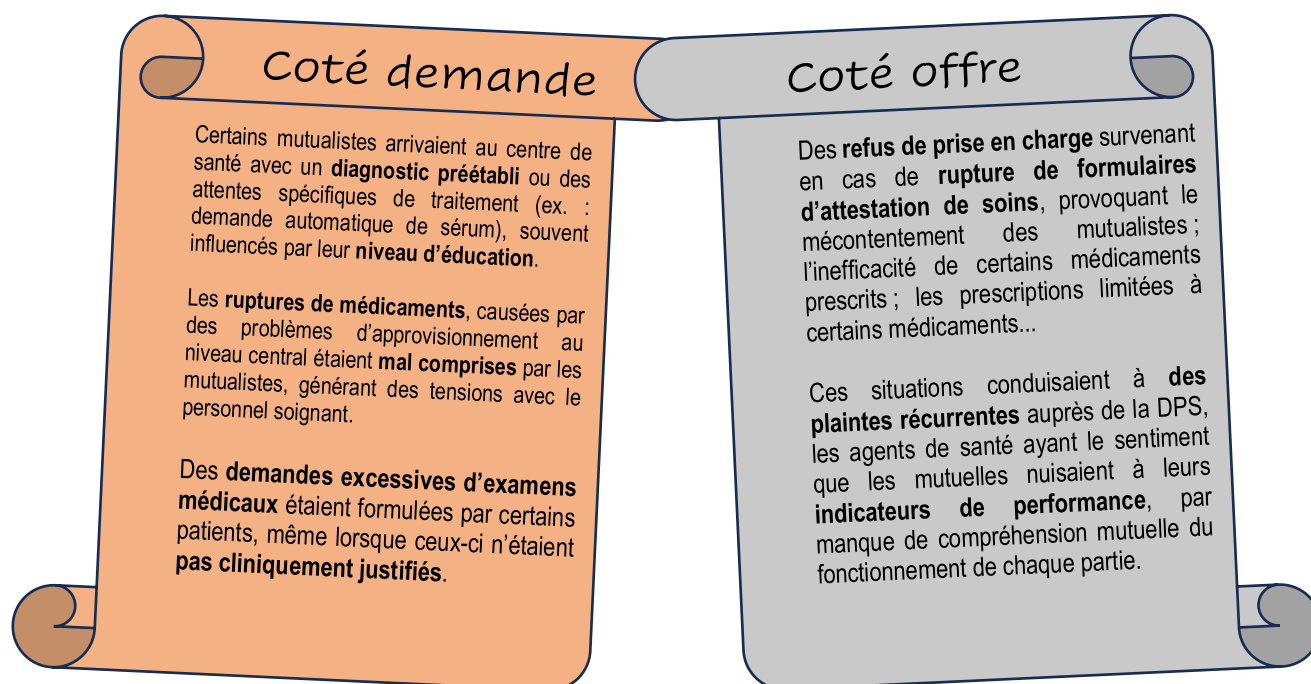 Coté demande
Certains mutualistes arrivaient au centre de
santé avec un diagnostic préétabli ou des
attentes spécifiques de traitement (ex. :
demande automatique de sérum), souvent
influencés par leur niveau d’éducation.
Les ruptures de médicaments, causées par
des problèmes d’approvisionnement au
niveau central étaient mal comprises par les
mutualistes, générant des tensions avec le
personnel soignant.
Des demandes excessives d’examens
médicaux étaient formulées par certains
patients, même lorsque ceux-ci n’étaient
pas cliniquement justifiés.
Coté offre
Des refus de prise en charge survenant
en cas de rupture de formulaires
d’attestation de soins, provoquant le
mécontentement des mutualistes ;
l’inefficacité de certains médicaments
prescrits ; les prescriptions limitées à
certains médicaments...
Ces situations conduisaient à des
plaintes récurrentes auprès de la DPS,
les agents de santé ayant le sentiment
que les mutuelles nuisaient à leurs
indicateurs de performance, par
manque de compréhension mutuelle du
fonctionnement de chaque partie.